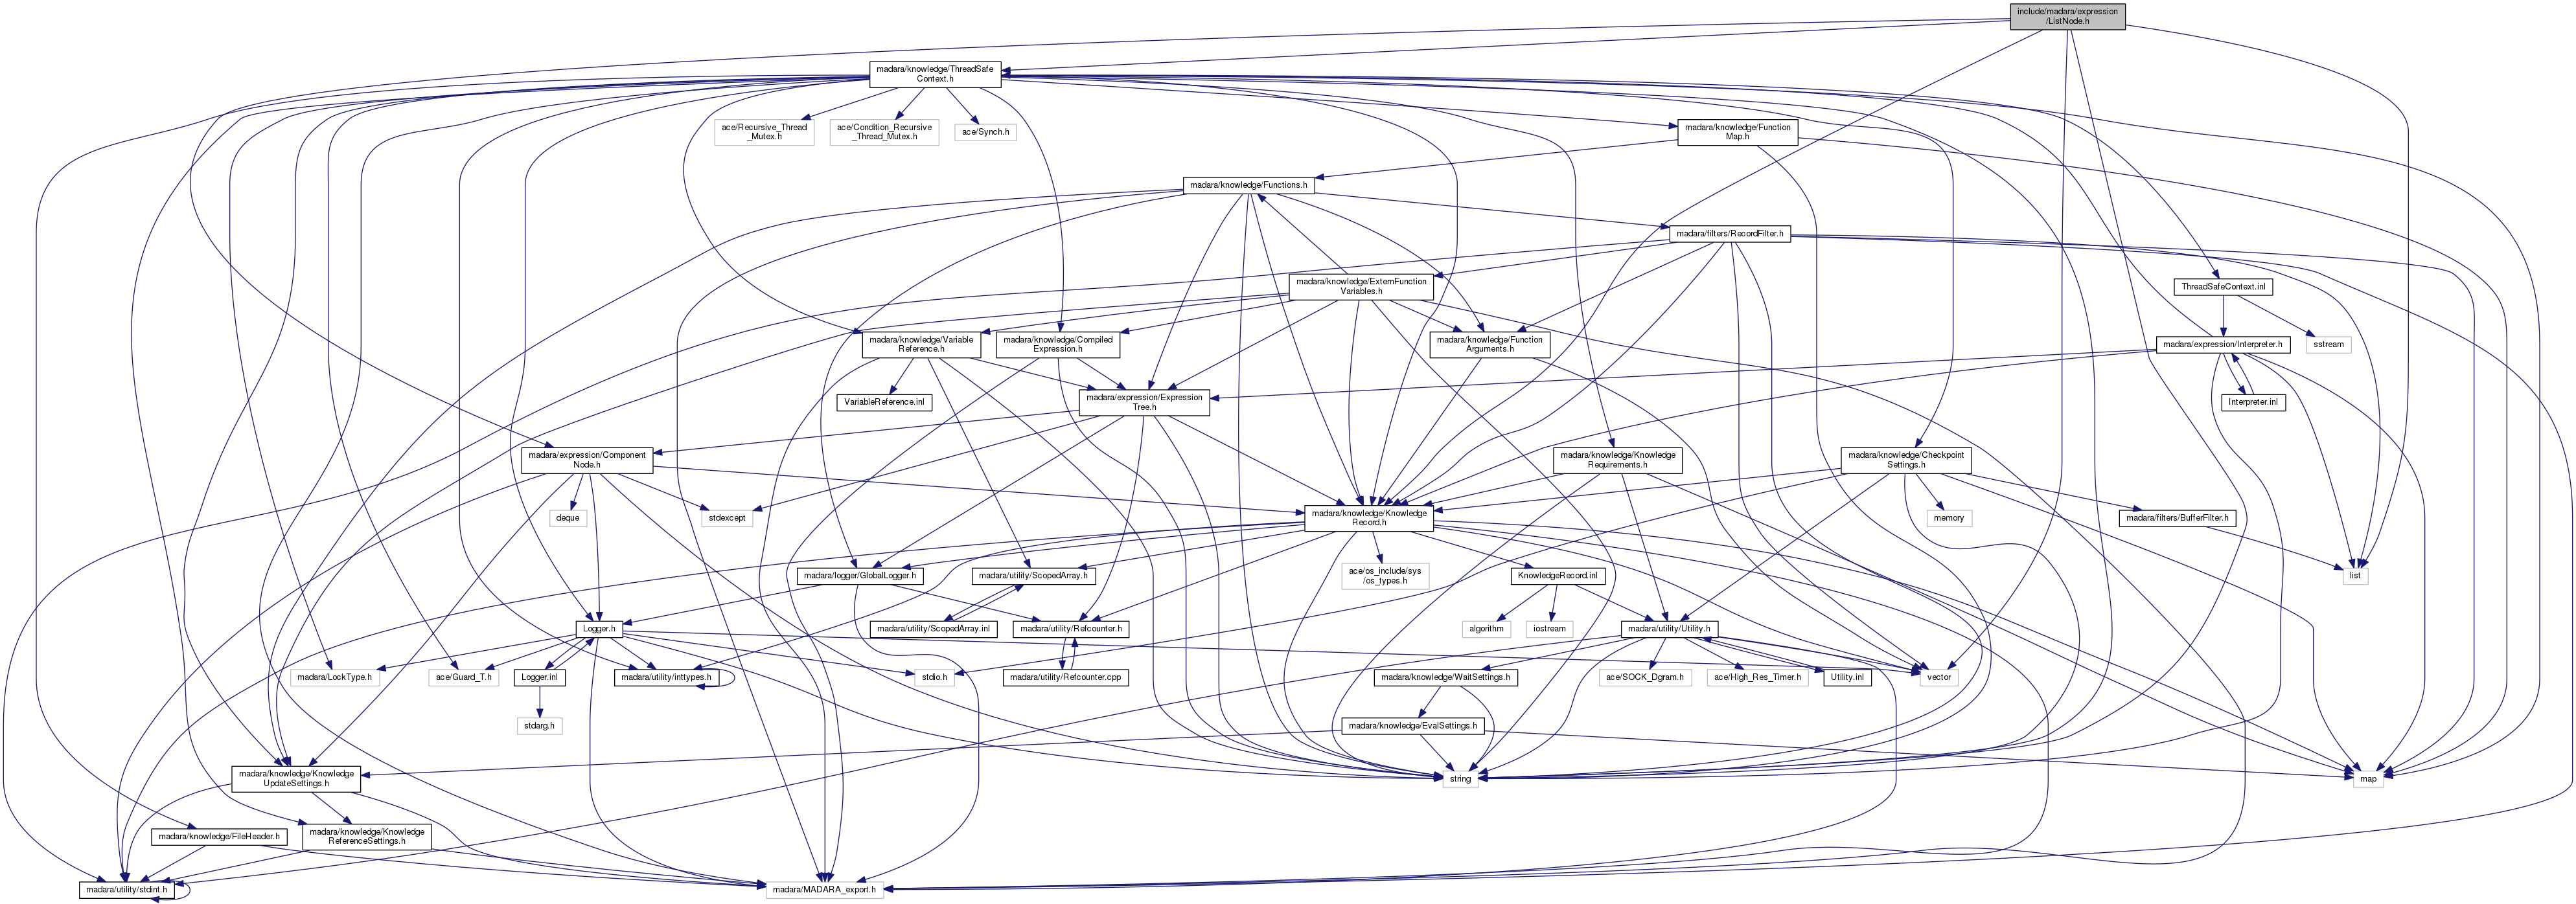 include/madara/expression
/ListNode.h
madara/knowledge/ThreadSafe
Context.h
ace/Recursive_Thread
_Mutex.h
ace/Condition_Recursive
_Thread_Mutex.h
ace/Synch.h
madara/knowledge/Function
Map.h
madara/knowledge/Functions.h
madara/filters/RecordFilter.h
madara/knowledge/ExternFunction
Variables.h
ThreadSafeContext.inl
madara/knowledge/Variable
Reference.h
madara/knowledge/Compiled
Expression.h
madara/knowledge/Function
Arguments.h
madara/expression/Interpreter.h
sstream
VariableReference.inl
madara/expression/Expression
Tree.h
Interpreter.inl
madara/expression/Component
Node.h
madara/knowledge/Knowledge
Requirements.h
madara/knowledge/Checkpoint
Settings.h
deque
stdexcept
madara/knowledge/Knowledge
Record.h
memory
madara/filters/BufferFilter.h
madara/logger/GlobalLogger.h
madara/utility/ScopedArray.h
ace/os_include/sys
/os_types.h
KnowledgeRecord.inl
list
Logger.h
madara/utility/ScopedArray.inl
madara/utility/Refcounter.h
algorithm
iostream
madara/utility/Utility.h
madara/LockType.h
ace/Guard_T.h
Logger.inl
madara/utility/inttypes.h
stdio.h
madara/utility/Refcounter.cpp
madara/knowledge/WaitSettings.h
ace/SOCK_Dgram.h
ace/High_Res_Timer.h
Utility.inl
vector
stdarg.h
madara/knowledge/EvalSettings.h
madara/knowledge/Knowledge
UpdateSettings.h
string
map
madara/knowledge/FileHeader.h
madara/knowledge/Knowledge
ReferenceSettings.h
madara/utility/stdint.h
madara/MADARA_export.h